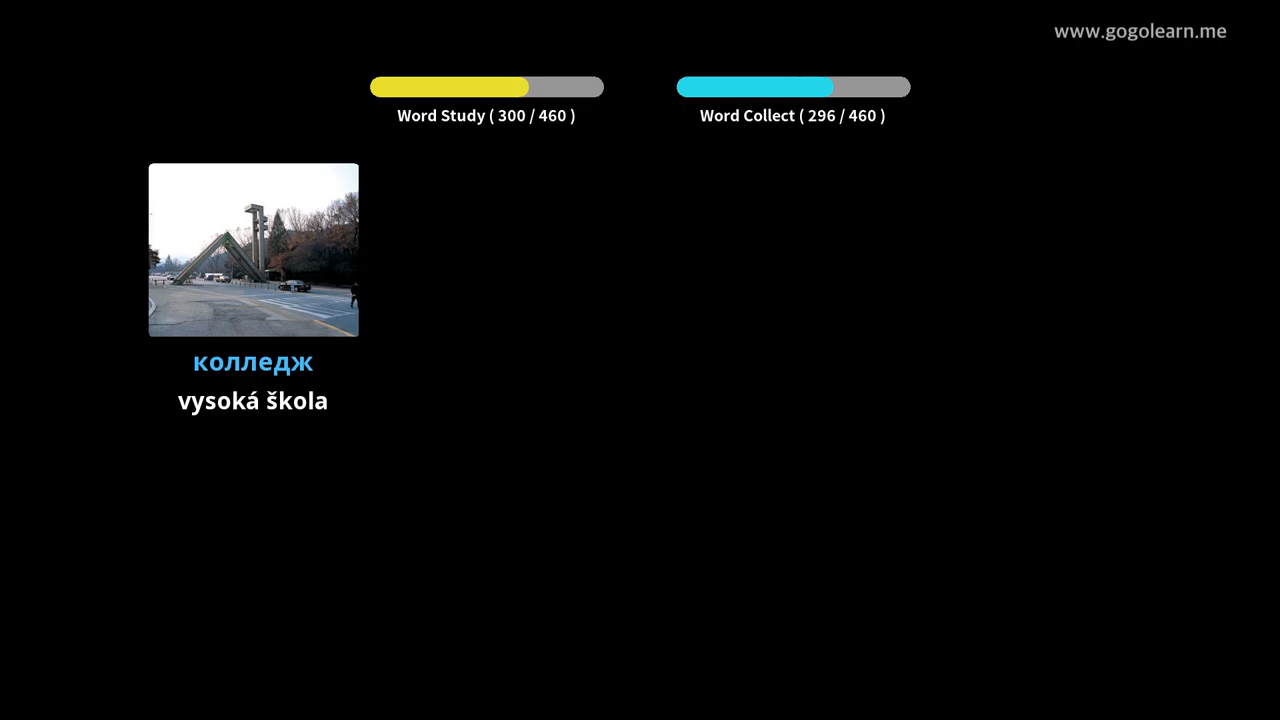 www.gogolearn.me
Word Study ( 300 / 460 )
Word Collect ( 296 / 460 )
колледж
vysoká škola